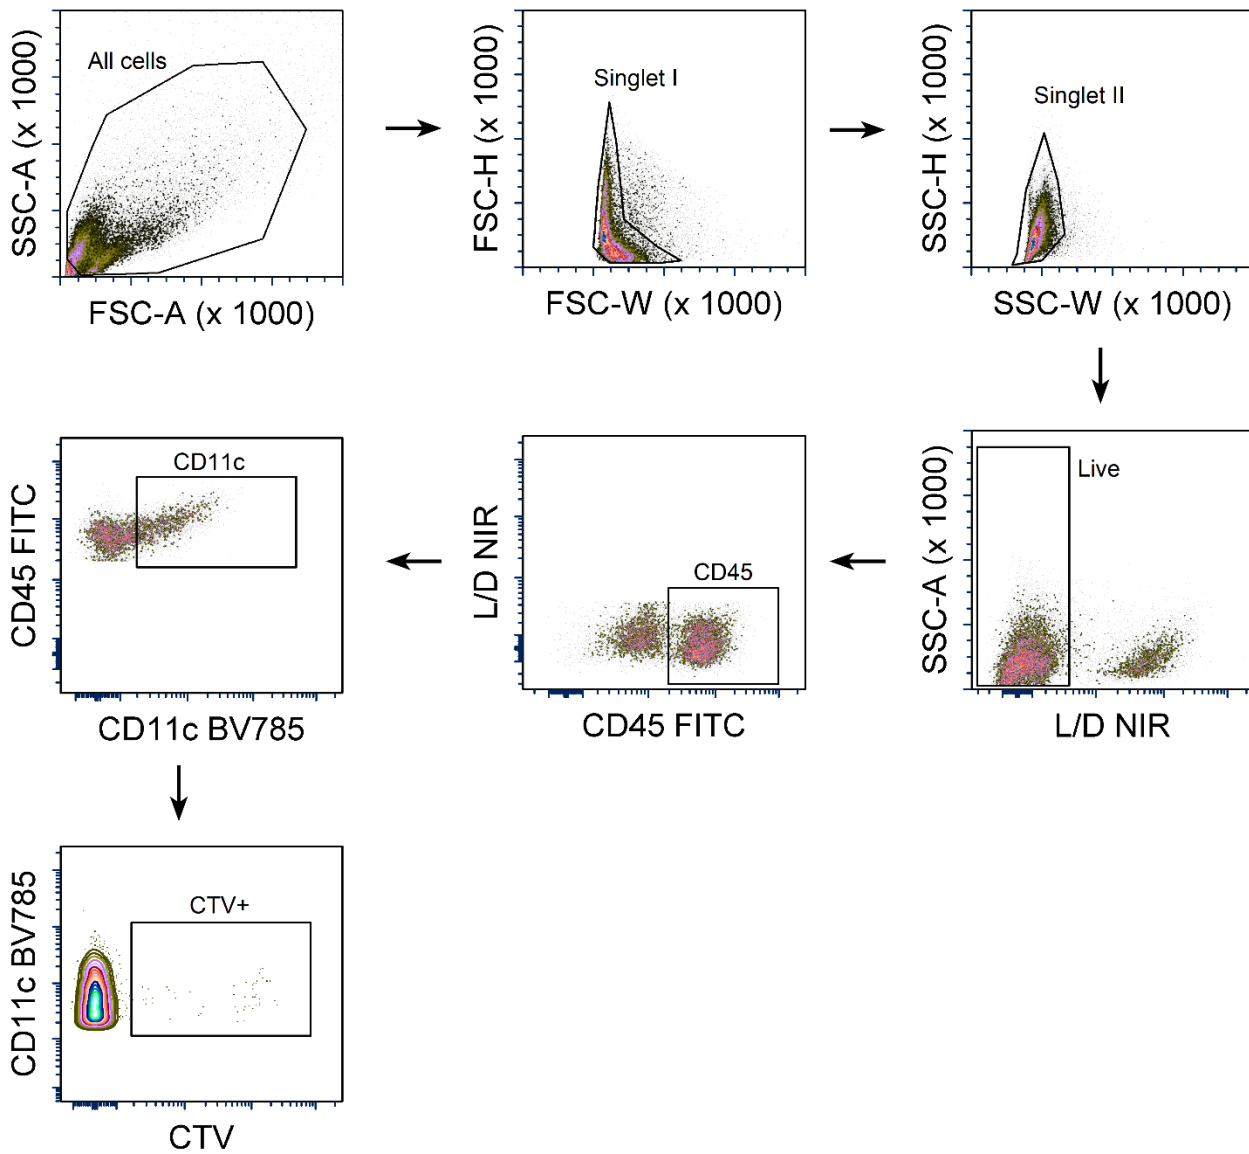 SSC-A (x 1000)
All cells
FSC-A (x 1000)
FSC-H (x 1000)
Singlet I
FSC-W (x 1000)
SSC-H (x 1000)
Singlet II
SSC-W (x 1000)
SSC-A (x 1000)
Live
L/D NIR
L/D NIR
CD45
CD45 FITC
CD45 FITC
CD11c
CD11c BV785
CD11c BV785
CTV+
CTV